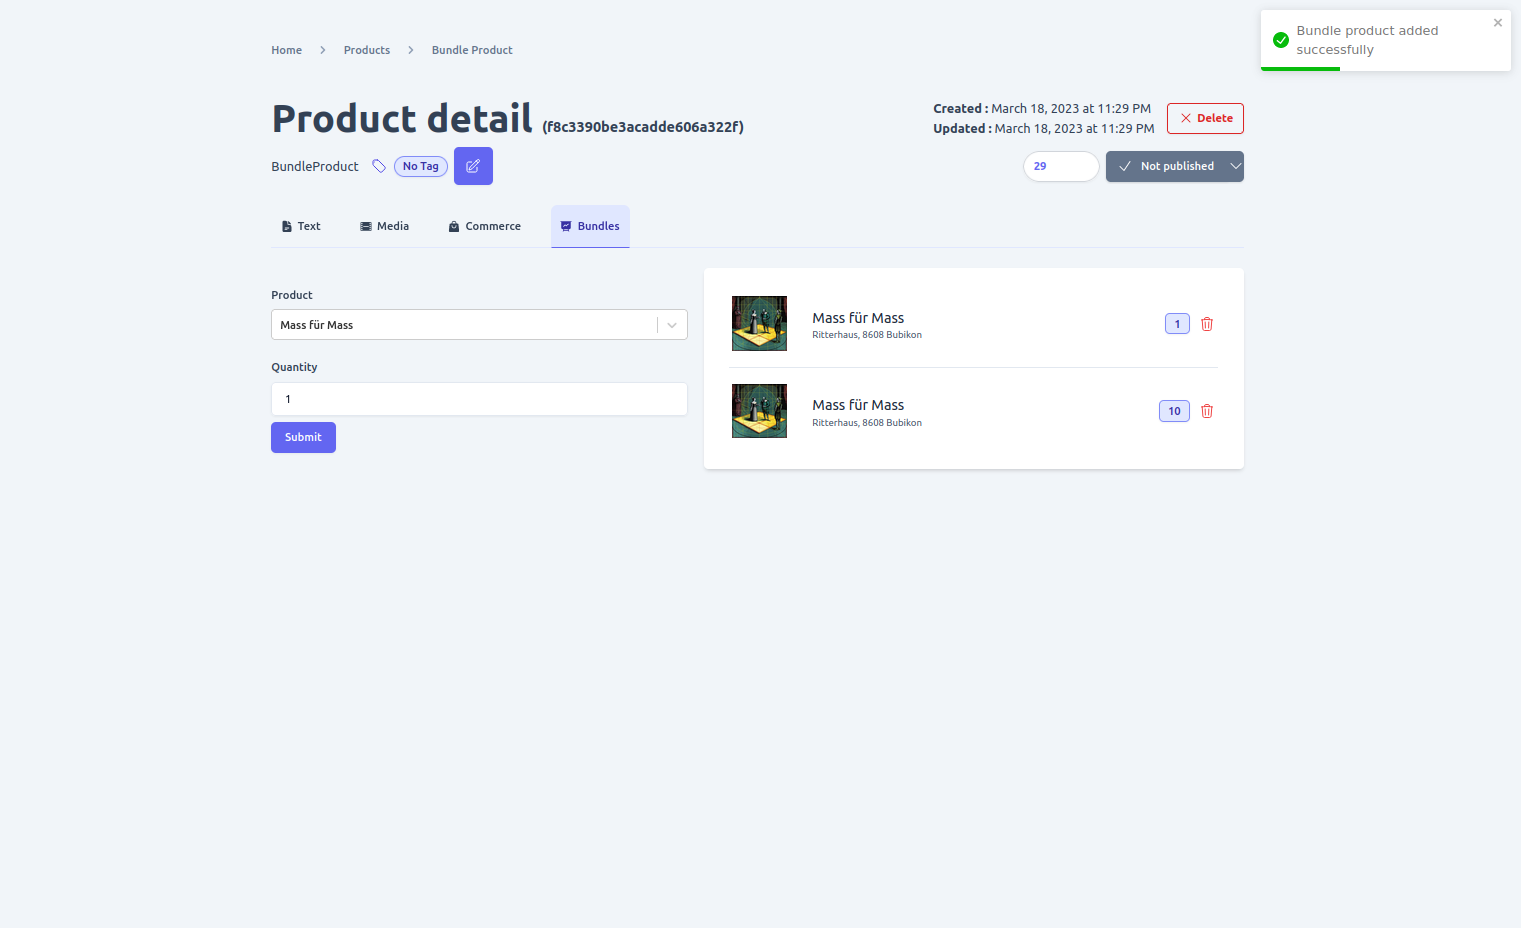 Home > Products > Bundle Product
Bundle product added
successfully
Product detail (f8c3390be3acadde606a322f)
Created : March 18, 2023 at 11:29 PM
Updated : March 18, 2023 at 11:29 PM
Delete
BundleProduct No Tag
29
Not published
Text Media Commerce Bundles
Product
Mass für Mass
Quantity
1
Submit
Mass für Mass
Ritterhaus, 8608 Bubikon
1
Mass für Mass
Ritterhaus, 8608 Bubikon
10